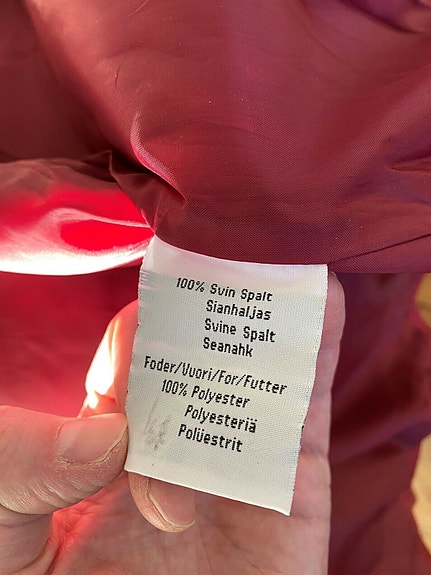 100% Svin Spalt
Sianhaljas
Svine Spalt
Seanahk
Foder/Vuori/For/Futter
100% Polyester
Polyesteriä
Polüestrit